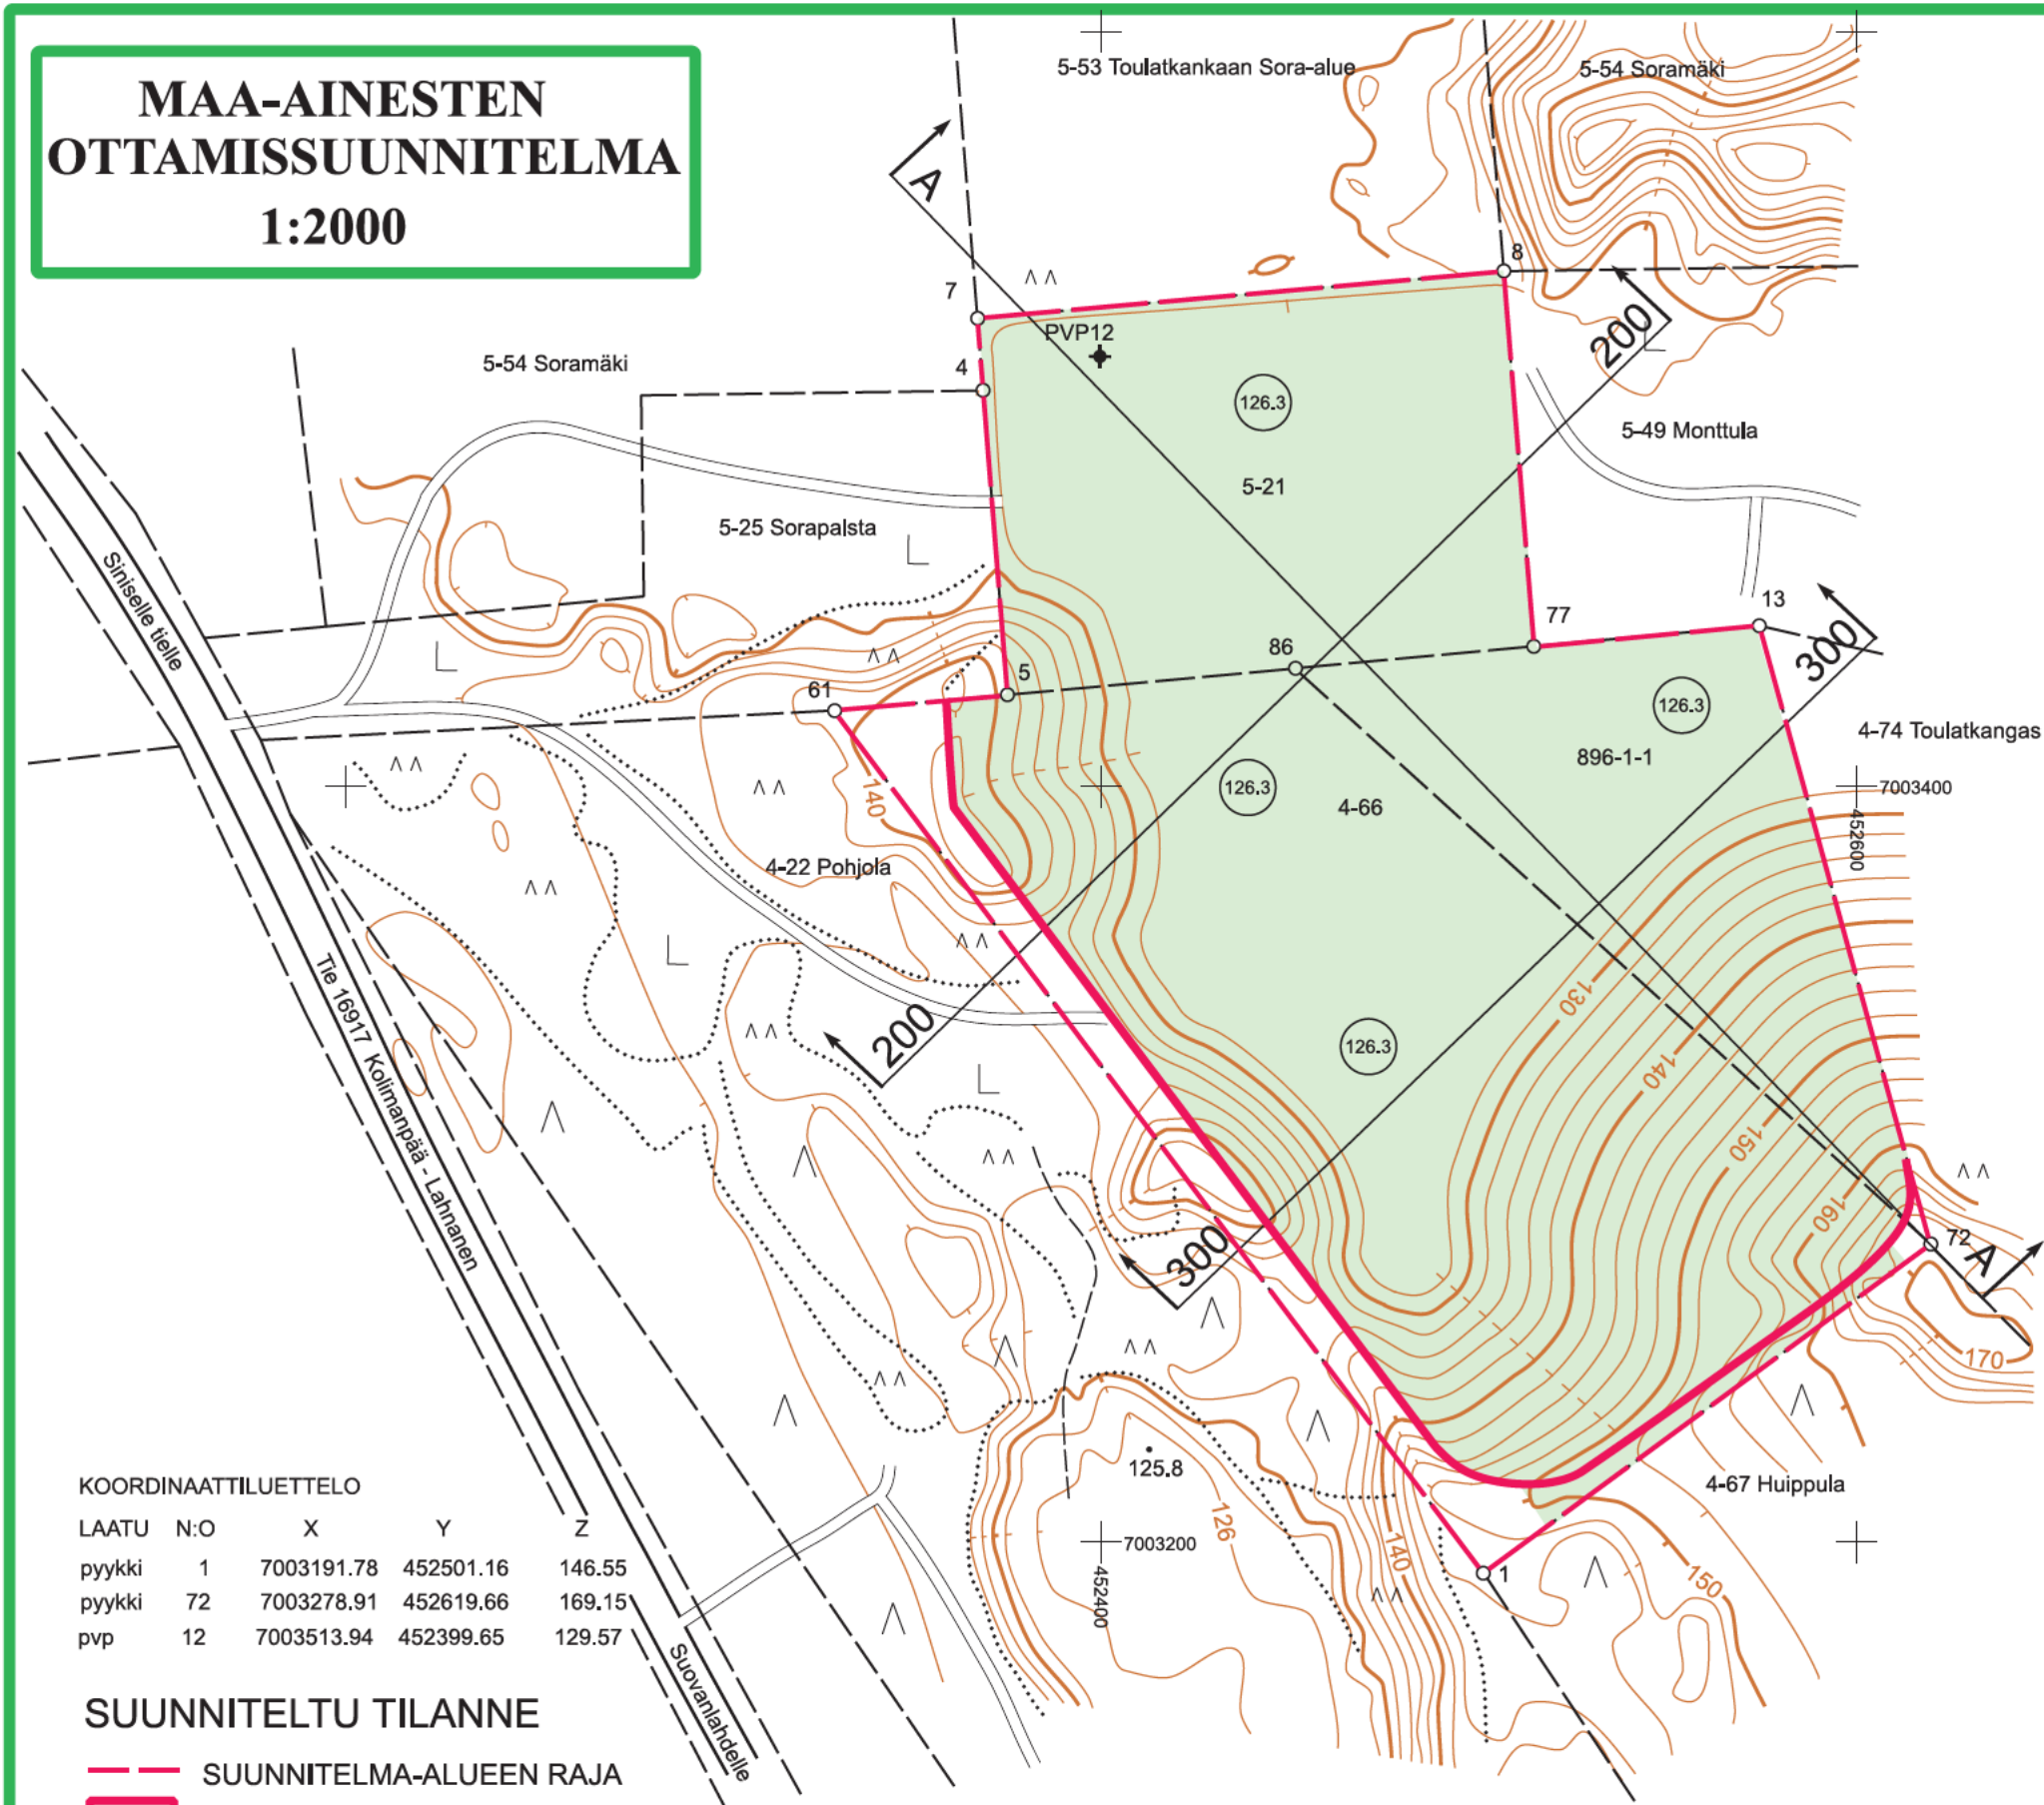 MAA-AINESTEN
OTTAMISSUUNNITELMA
1:2000
5-53 Toulatkankaan Sora-alue
5-54 Soramäki
A
8
7
PVP12
200
5-54 Soramäki
4
126.3
5-49 Monttula
5-21
5-25 Sorapalsta
Siniselle tielle
13
77
86
300
5
61
126.3
4-74 Toulatkangas
896-1-1
126.3
7003400
140
4-66
452600
4-22 Pohjola
130
Tie 16917 Kolimanpää - Lahnanen
200
126.3
140
150
160
72
A
300
170
125.8
4-67 Huippula
126
7003200
140
1
150
452400
KOORDINAATTILUETTELO
LAATU N:O X Y Z
pyykki 1 7003191.78 452501.16 146.55
pyykki 72 7003278.91 452619.66 169.15
pvp 12 7003513.94 452399.65 129.57
Suovanlahdelle
SUUNNITELTU TILANNE
SUUNNITELMA-ALUEEN RAJA